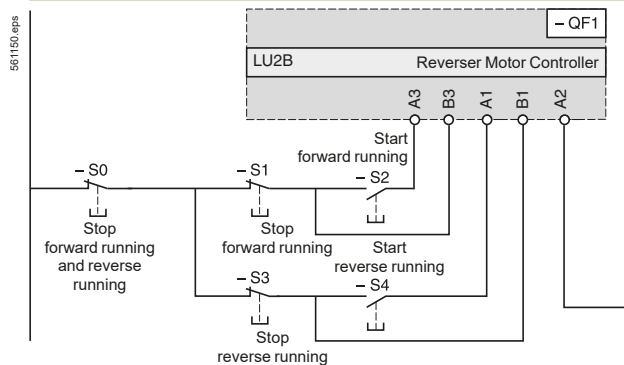 561150.eps
– QF1
LU2B
Reverser Motor Controller
A3
B3
A1
B1
A2
Start
forward running
– S0
– S1
– S2
Stop
forward running
and reverse
running
Stop
forward running
Start
reverse running
– S3
– S4
Stop
reverse running